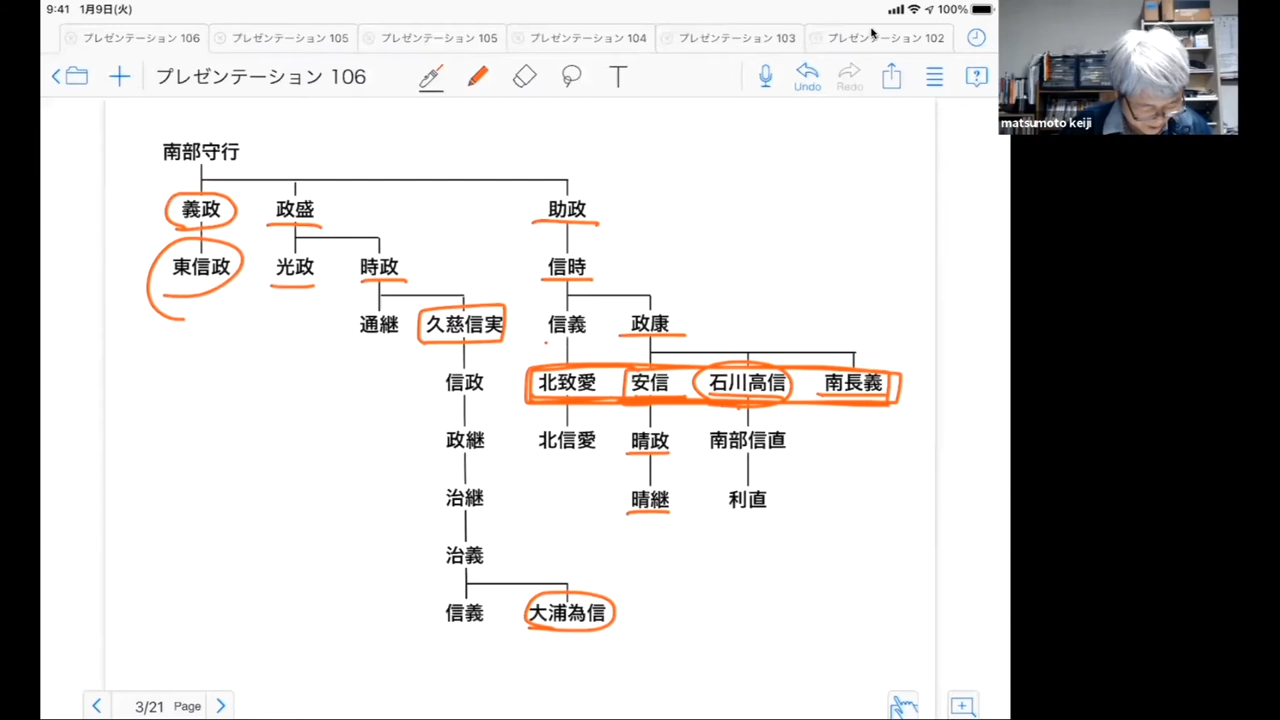 9:41 1月9日(火)
100%
プレゼンテーション 106
プレゼンテーション 105
プレゼンテーション 105
プレゼンテーション 104
プレゼンテーション 103
プレゼンテーション 102
プレゼンテーション 106
T
Undo
Redo
?
matsumoto keiji
南部守行
義政 政盛 助政
東信政 光政 時政 信時
通継 久慈信実 信義 政康
信政 北致愛 安信 石川高信 南長義
政継 北信愛 晴政 南部信直
治継 晴継 利直
治義
信義 大浦為信
3/21 Page